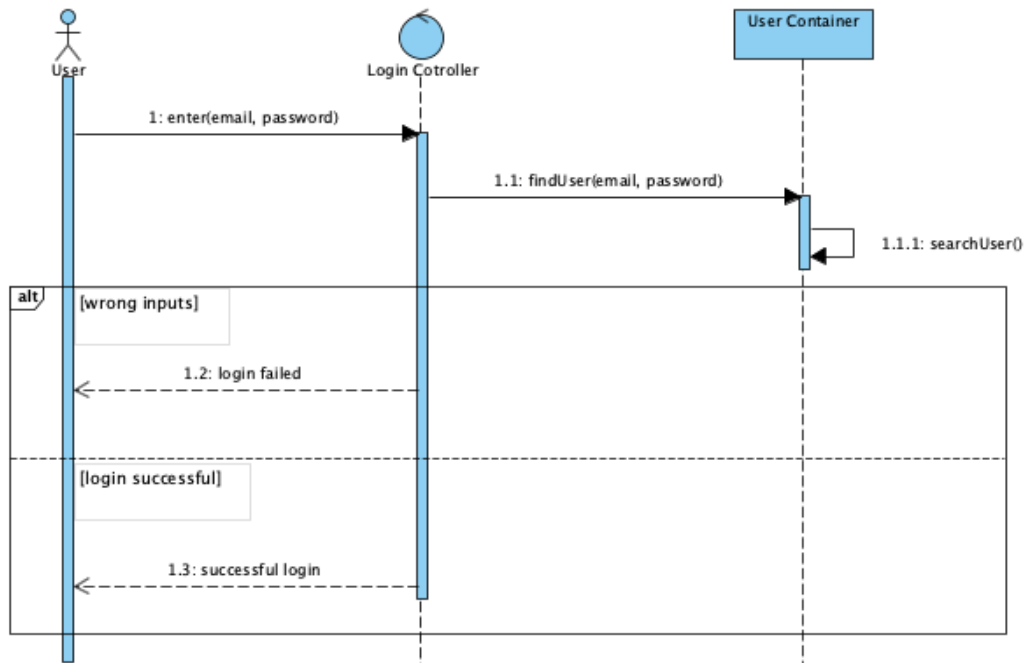 User Container
User
Login Cotroller
1: enter(email, password)
1.1: findUser(email, password)
1.1.1: searchUser()
alt
[wrong inputs]
1.2: login failed
[login successful]
1.3: successful login